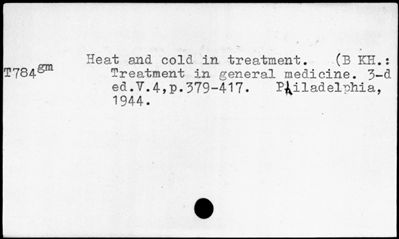 Heat and cold in treatment. (B KH.:
T784gm Treatment in general medicine. 3-d
ed.V.4,p.379-417. Philadelphia,
1944.